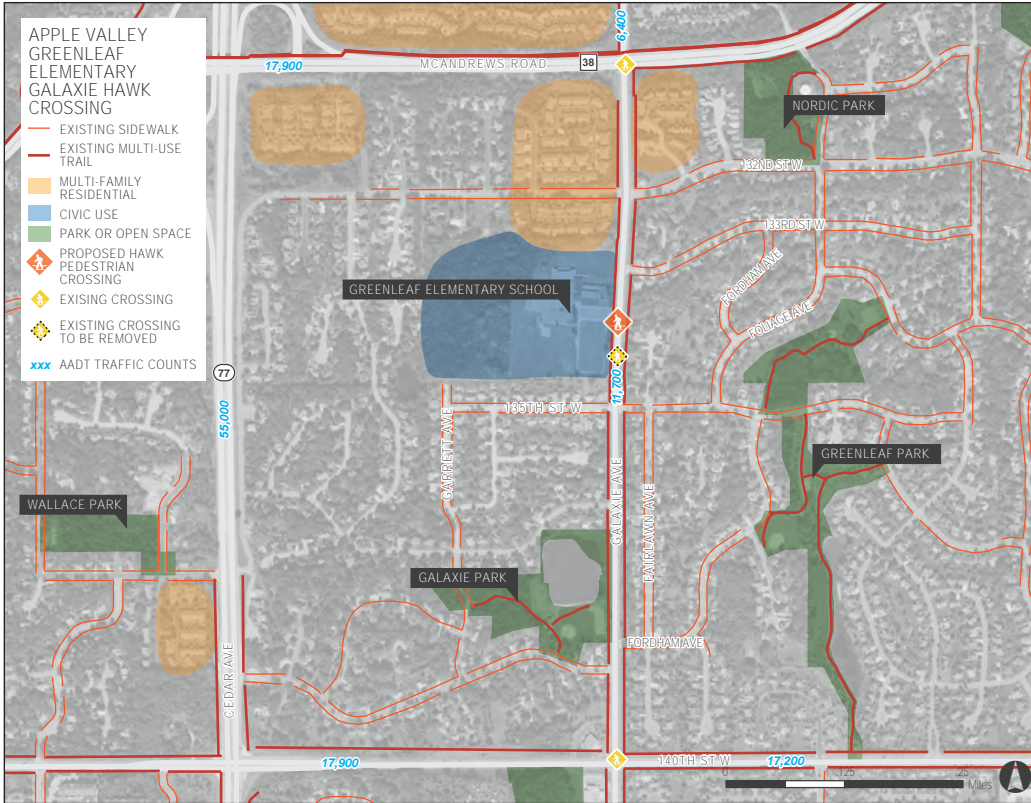 APPLE VALLEY
GREENLEAF
ELEMENTARY
GALAXIE HAWK
CROSSING
EXISTING SIDEWALK
EXISTING MULTI-USE
TRAIL
MULTI-FAMILY
RESIDENTIAL
CIVIC USE
PARK OR OPEN SPACE
PROPOSED HAWK
PEDESTRIAN
CROSSING
EXISING CROSSING
EXISTING CROSSING
TO BE REMOVED
xxx AADT TRAFFIC COUNTS
6,400
17,900
MCANDREWS ROAD
38
NORDIC PARK
132ND ST W
133RD ST W
FORDHAM AVE
FOLIAGE AVE
GREENLEAF ELEMENTARY SCHOOL
77
55,000
11,700
135TH ST W
GARRETT AVE
GALAXIE AVE
FAIRLAWN AVE
GREENLEAF PARK
WALLACE PARK
GALAXIE PARK
FORDHAM AVE
CEDAR AVE
17,900
140TH ST W
17,200
0 .125 .25
Miles